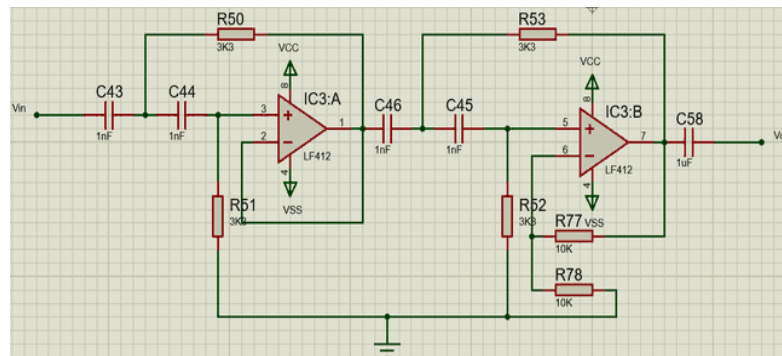 R50
3K3
VCC
8
C43
1nF
C44
1nF
Vin
3
2
1
4
IC3:A
LF412
VSS
R51
3K3
C46
1nF
C45
1nF
R53
3K3
VCC
8
5
6
7
4
IC3:B
LF412
VSS
C58
1uF
R52
3K3
R77
10K
R78
10K